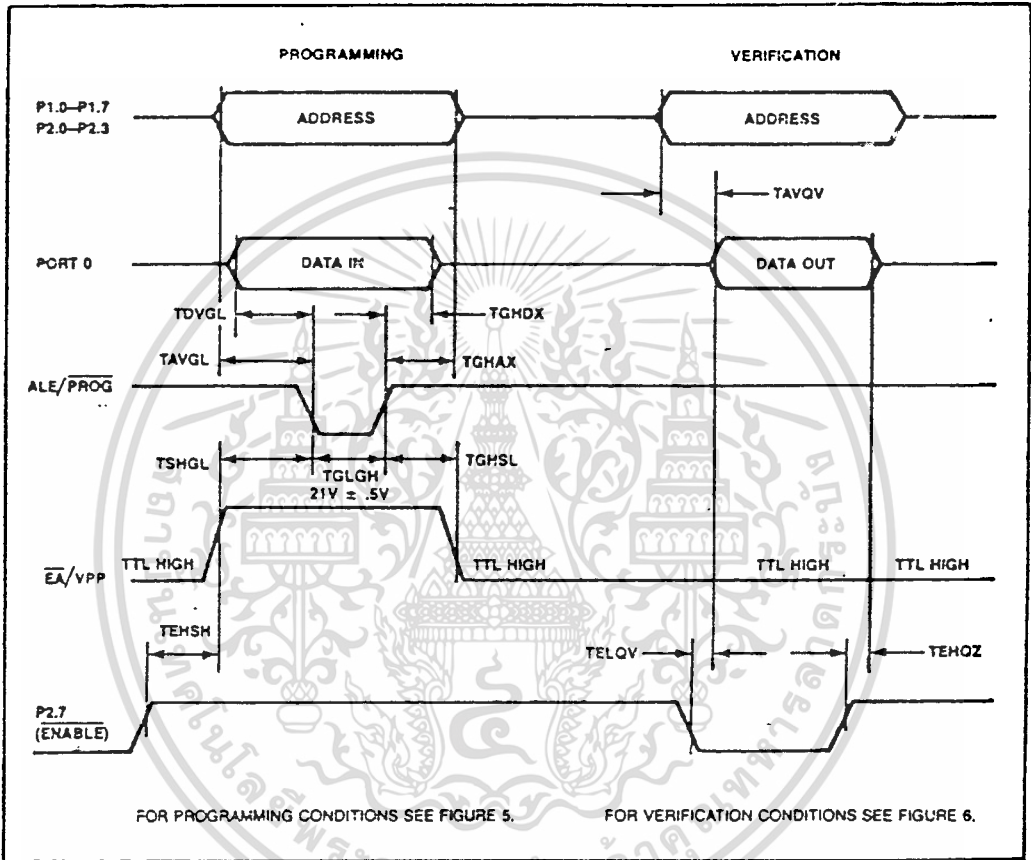 PROGRAMMING
VERIFICATION
P1.0–P1.7
P2.0–P2.3
ADDRESS
ADDRESS
TAVQV
PORT 0
DATA IN
DATA OUT
TDVGL
TGHDX
TAVGL
TGHAX
ALE/PROG
TSHGL
TGLGH
TGHSL
21V ± .5V
EA/VPP
TTL HIGH
TTL HIGH
TTL HIGH
TTL HIGH
TEHSH
TELQV
TEHQZ
P2.7
(ENABLE)
FOR PROGRAMMING CONDITIONS SEE FIGURE 5.
FOR VERIFICATION CONDITIONS SEE FIGURE 6.